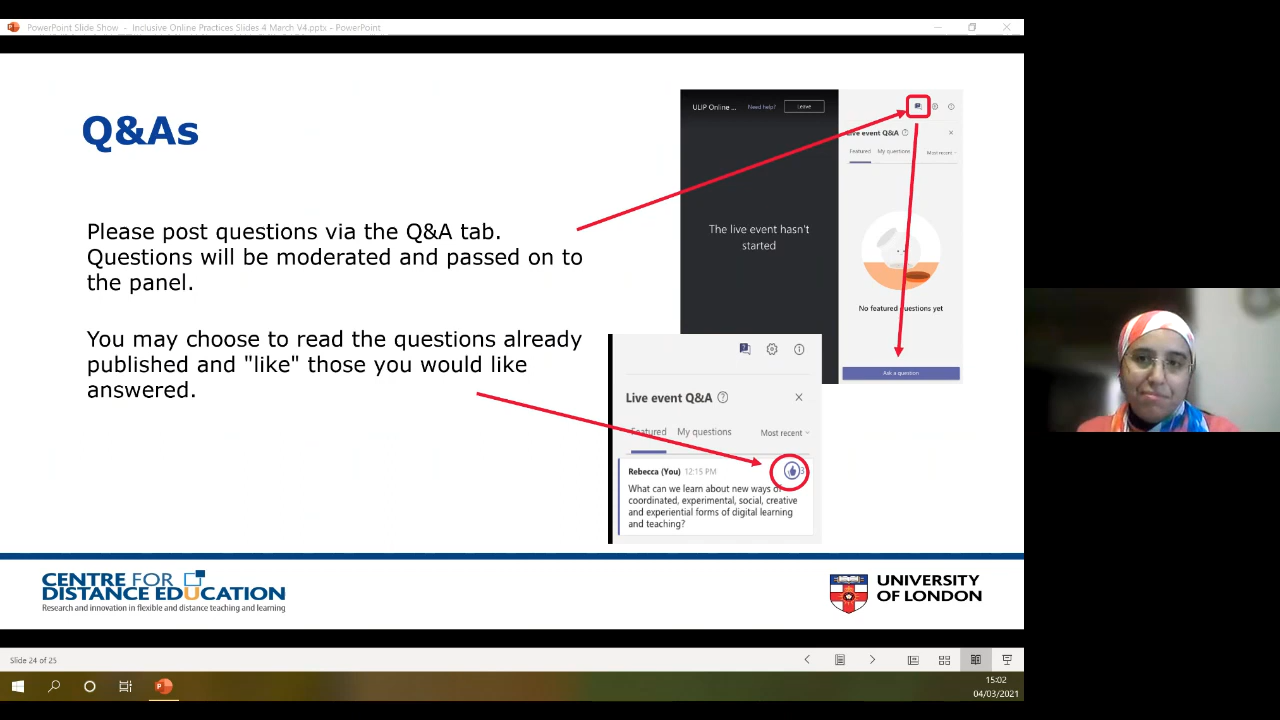 PowerPoint Slide Show - Inclusive Online Practices Slides 4 March V4.pptx - PowerPoint
Q&As
Please post questions via the Q&A tab.
Questions will be moderated and passed on to
the panel.
You may choose to read the questions already
published and "like" those you would like
answered.
ULIP Online ...
Need help?
Leave
The live event hasn't
started
Live event Q&A
Featured
My questions
Most recent
No featured questions yet
Ask a question
Live event Q&A
Featured
My questions
Most recent
Rebecca (You) 12:15 PM
3
What can we learn about new ways of
coordinated, experimental, social, creative
and experiential forms of digital learning
and teaching?
CENTRE FOR
DISTANCE EDUCATION
Research and innovation in flexible and distance teaching and learning
UNIVERSITY
OF LONDON
Slide 24 of 25
15:02
04/03/2021